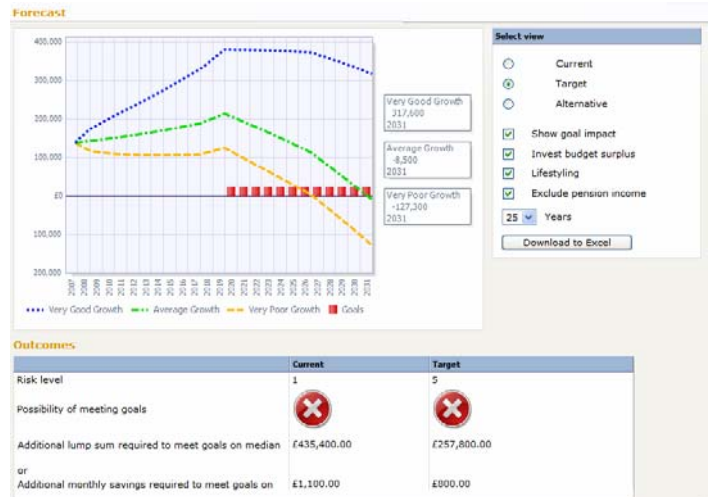 Forecast
400,000
300,000
200,000
100,000
£0
100,000
200,000
2007 2008 2009 2010 2011 2012 2013 2014 2015 2016 2017 2018 2019 2020 2021 2022 2023 2024 2025 2026 2027 2028 2029 2030 2031
Very Good Growth Average Growth Very Poor Growth Goals
Very Good Growth
317,600
2031
Average Growth
-8,500
2031
Very Poor Growth
-127,300
2031
Select view
Current
Target
Alternative
Show goal impact
Invest budget surplus
Lifestyling
Exclude pension income
25 Years
Download to Excel
Outcomes
Current Target
Risk level 1 5
Possibility of meeting goals
Additional lump sum required to meet goals on median £435,400.00 £257,800.00
or
Additional monthly savings required to meet goals on £1,100.00 £800.00